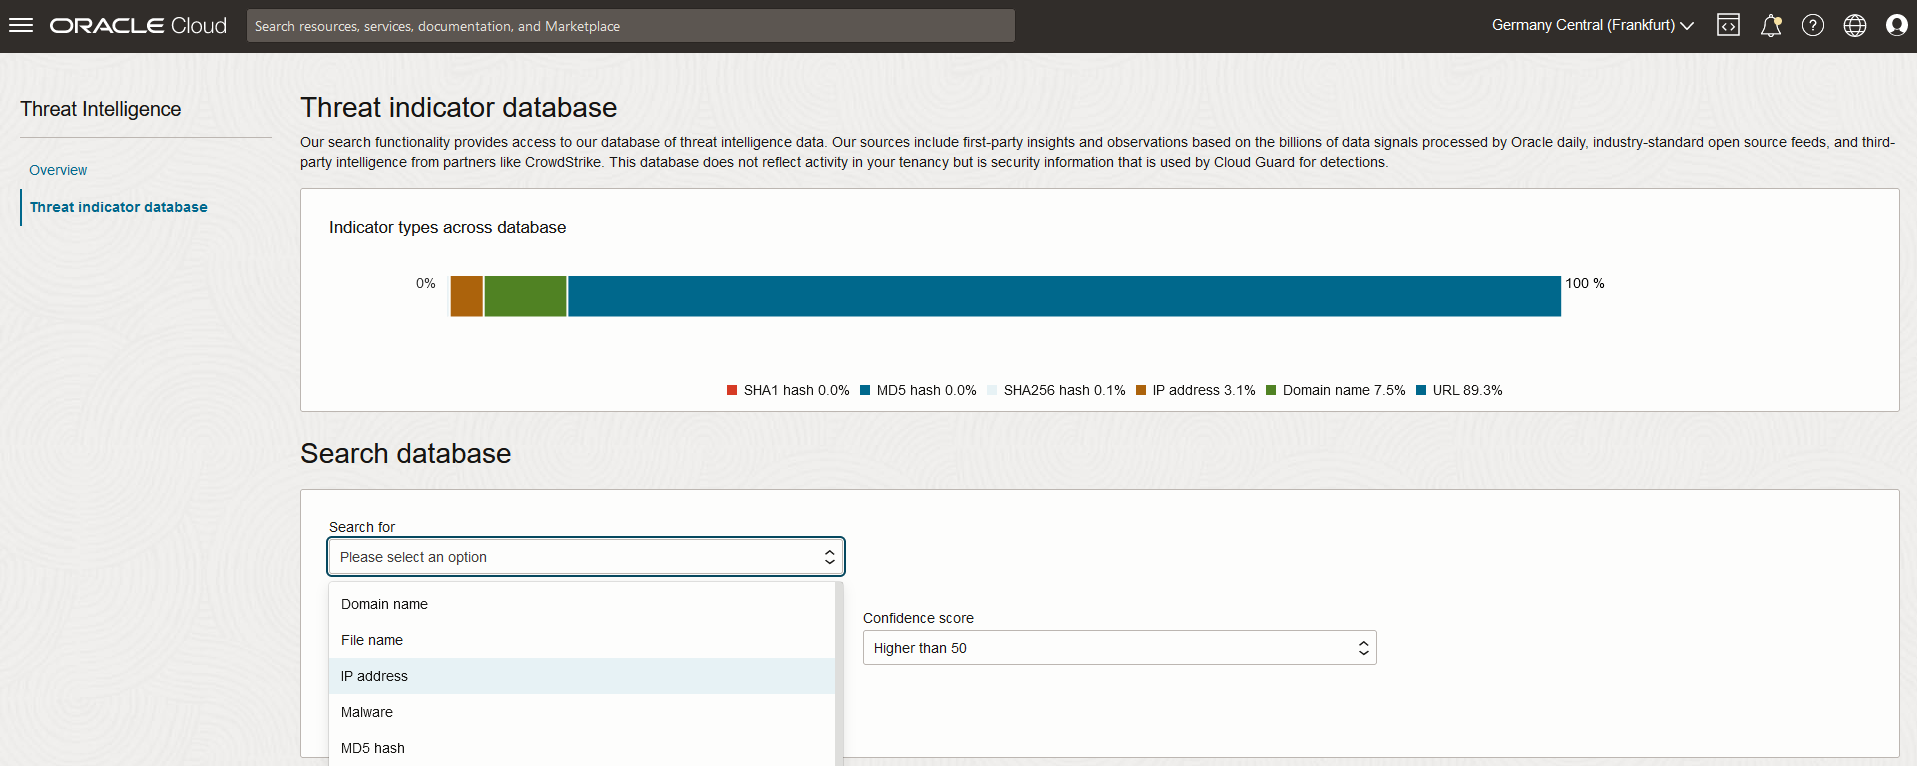 ORACLE Cloud
Search resources, services, documentation, and Marketplace
Germany Central (Frankfurt)
Threat Intelligence
Overview
Threat indicator database
Threat indicator database
Our search functionality provides access to our database of threat intelligence data. Our sources include first-party insights and observations based on the billions of data signals processed by Oracle daily, industry-standard open source feeds, and third-
party intelligence from partners like CrowdStrike. This database does not reflect activity in your tenancy but is security information that is used by Cloud Guard for detections.
Indicator types across database
0%
100 %
SHA1 hash 0.0% MD5 hash 0.0% SHA256 hash 0.1% IP address 3.1% Domain name 7.5% URL 89.3%
Search database
Search for
Please select an option
Domain name
File name
IP address
Malware
MD5 hash
Confidence score
Higher than 50